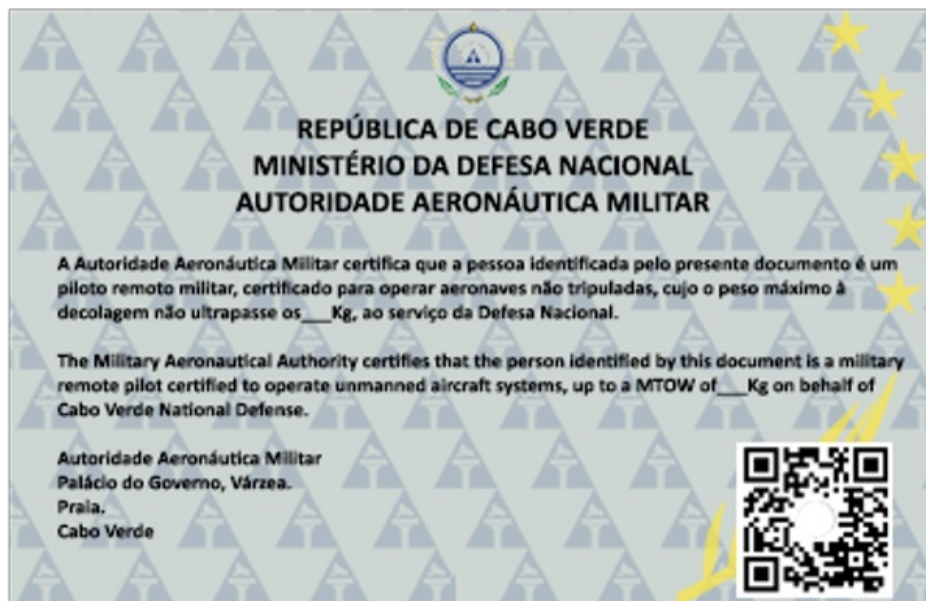 REPÚBLICA DE CABO VERDE
MINISTÉRIO DA DEFESA NACIONAL
AUTORIDADE AERONÁUTICA MILITAR
A Autoridade Aeronáutica Militar certifica que a pessoa identificada pelo presente documento é um
piloto remoto militar, certificado para operar aeronaves não tripuladas, cujo o peso máximo à
decolagem não ultrapasse os___Kg, ao serviço da Defesa Nacional.
The Military Aeronautical Authority certifies that the person identified by this document is a military
remote pilot certified to operate unmanned aircraft systems, up to a MTOW of___Kg on behalf of
Cabo Verde National Defense.
Autoridade Aeronáutica Militar
Palácio do Governo, Várzea.
Praia.
Cabo Verde